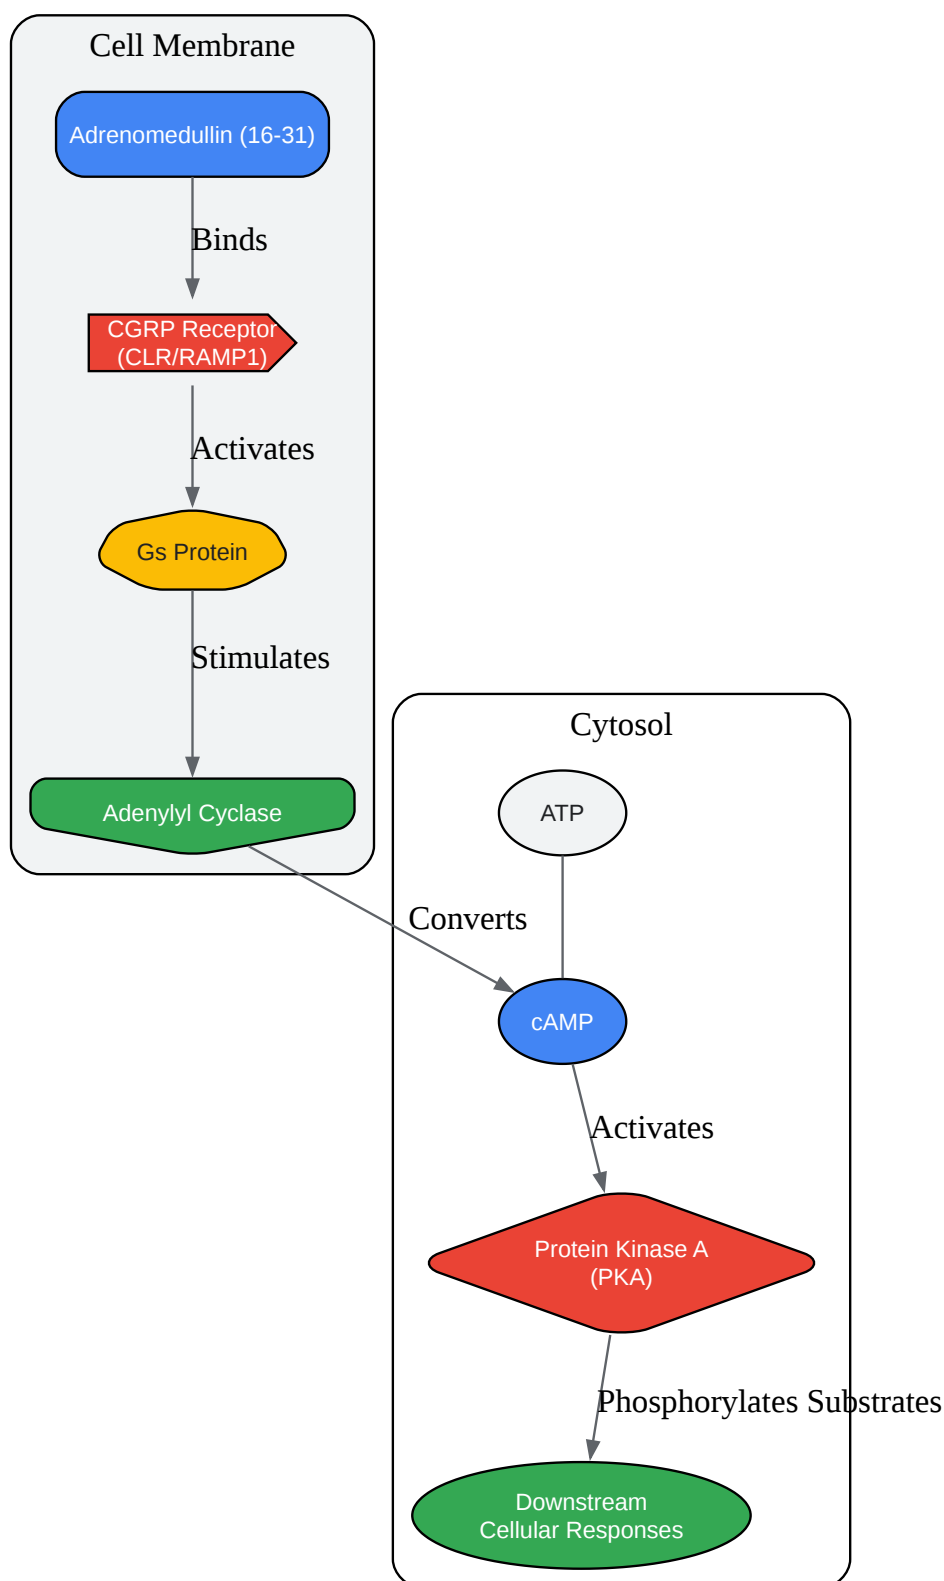 Cell Membrane
Adrenomedullin (16-31)
Binds
CGRP Receptor
(CLR/RAMP1)
Activates
Gs Protein
Stimulates
Adenylyl Cyclase
Cytosol
ATP
Converts
cAMP
Activates
Protein Kinase A
(PKA)
Phosphorylates Substrates
Downstream
Cellular Responses